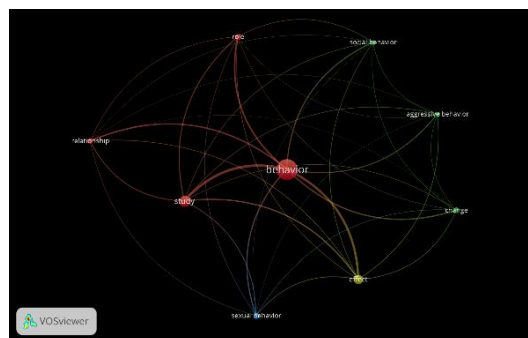 role
social behavior
aggressive behavior
relationship
behavior
study
change
effect
sexual behavior
VOSviewer